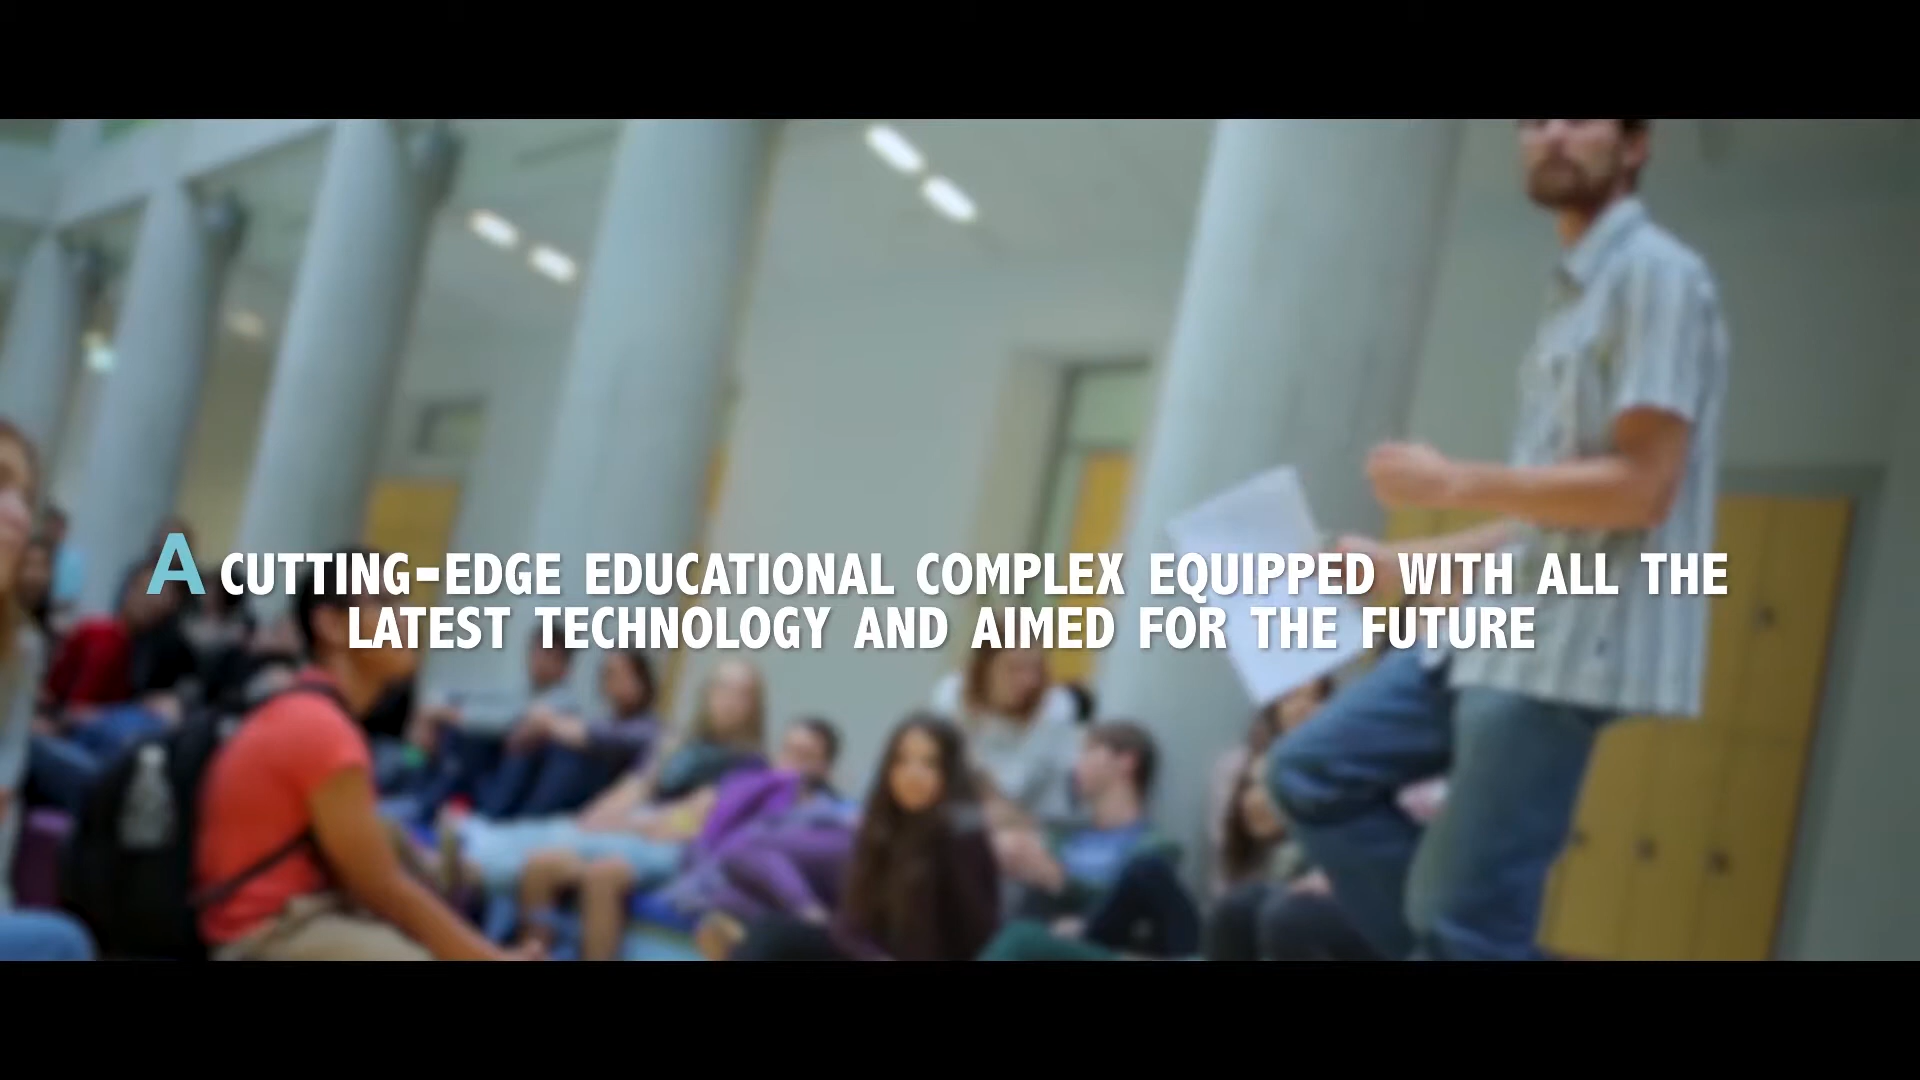 A CUTTING-EDGE EDUCATIONAL COMPLEX EQUIPPED WITH ALL THE
LATEST TECHNOLOGY AND AIMED FOR THE FUTURE